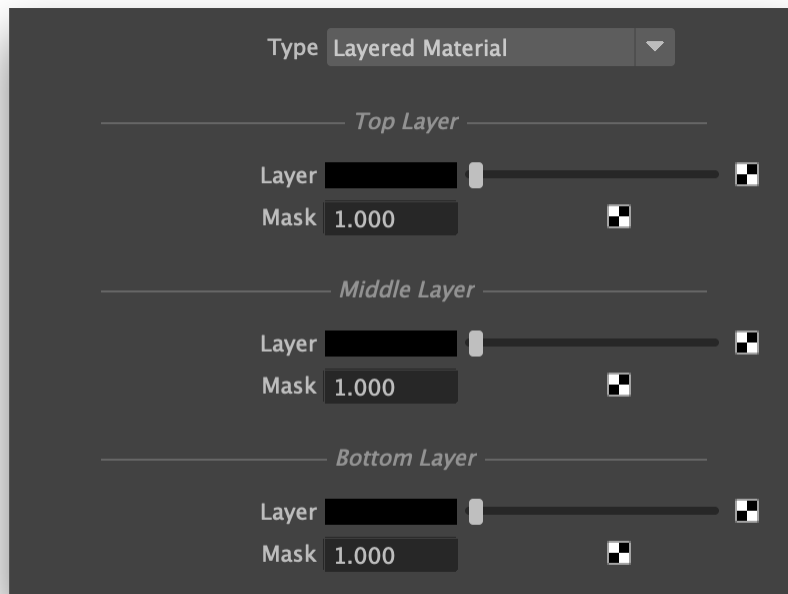 Type Layered Material
Top Layer
Layer
Mask 1.000
Middle Layer
Layer
Mask 1.000
Bottom Layer
Layer
Mask 1.000